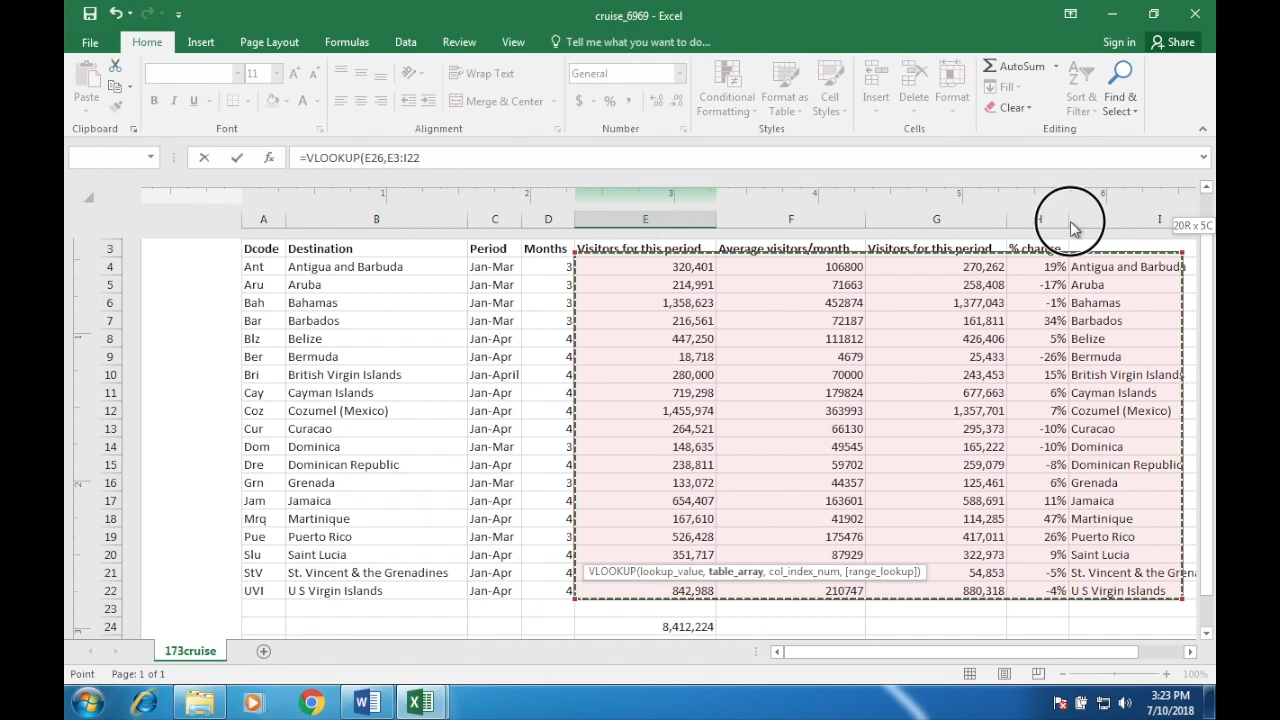 cruise_6969 - Excel
File Home Insert Page Layout Formulas Data Review View Tell me what you want to do... Sign in Share
Paste 11 Wrap Text General Conditional Formatting Format as Table Cell Styles Insert Delete Format AutoSum Fill Clear Sort & Filter Find & Select
B I U A Merge & Center $ % ,
Clipboard Font Alignment Number Styles Cells Editing
=VLOOKUP(E26,E3:I22
1 2 3 4 5 6
A B C D E F G H I
20R x 5C
3 Dcode Destination Period Months Visitors for this period Average visitors/month Visitors for this period % change
4 Ant Antigua and Barbuda Jan-Mar 3 320,401 106800 270,262 19% Antigua and Barbuda
5 Aru Aruba Jan-Mar 3 214,991 71663 258,408 -17% Aruba
6 Bah Bahamas Jan-Mar 3 1,358,623 452874 1,377,043 -1% Bahamas
7 Bar Barbados Jan-Mar 3 216,561 72187 161,811 34% Barbados
8 Blz Belize Jan-Apr 4 447,250 111812 426,406 5% Belize
9 Ber Bermuda Jan-Apr 4 18,718 4679 25,433 -26% Bermuda
10 Bri British Virgin Islands Jan-April 4 280,000 70000 243,453 15% British Virgin Islands
11 Cay Cayman Islands Jan-Apr 4 719,298 179824 677,663 6% Cayman Islands
12 Coz Cozumel (Mexico) Jan-Apr 4 1,455,974 363993 1,357,701 7% Cozumel (Mexico)
13 Cur Curacao Jan-Apr 4 264,521 66130 295,373 -10% Curacao
14 Dom Dominica Jan-Mar 3 148,635 49545 165,222 -10% Dominica
15 Dre Dominican Republic Jan-Apr 4 238,811 59702 259,079 -8% Dominican Republic
16 Grn Grenada Jan-Mar 3 133,072 44357 125,461 6% Grenada
17 Jam Jamaica Jan-Apr 4 654,407 163601 588,691 11% Jamaica
18 Mrq Martinique Jan-Apr 4 167,610 41902 114,285 47% Martinique
19 Pue Puerto Rico Jan-Mar 3 526,428 175476 417,011 26% Puerto Rico
20 Slu Saint Lucia Jan-Apr 4 351,717 87929 322,973 9% Saint Lucia
21 StV St. Vincent & the Grenadines Jan-Apr 4 VLOOKUP(lookup_value, table_array, col_index_num, [range_lookup]) 54,853 -5% St. Vincent & the Gren
22 UVI U S Virgin Islands Jan-Apr 4 842,988 210747 880,318 -4% U S Virgin Islands
23
24 8,412,224
173cruise
Point Page: 1 of 1 100%
3:23 PM
7/10/2018